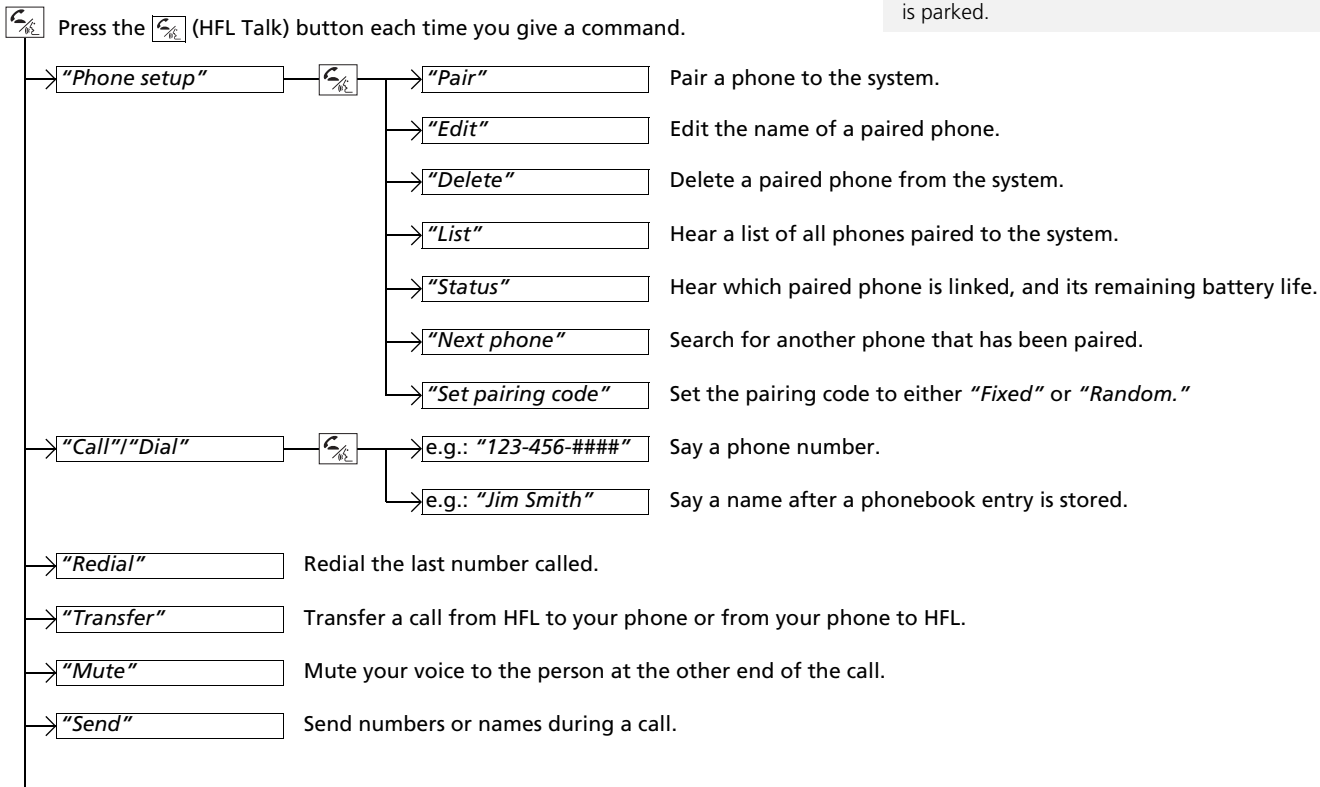 is parked.
Press the (HFL Talk) button each time you give a command.
"Phone setup"
"Pair" Pair a phone to the system.
"Edit" Edit the name of a paired phone.
"Delete" Delete a paired phone from the system.
"List" Hear a list of all phones paired to the system.
"Status" Hear which paired phone is linked, and its remaining battery life.
"Next phone" Search for another phone that has been paired.
"Set pairing code" Set the pairing code to either "Fixed" or "Random."
"Call"/"Dial"
e.g.: "123-456-####" Say a phone number.
e.g.: "Jim Smith" Say a name after a phonebook entry is stored.
"Redial" Redial the last number called.
"Transfer" Transfer a call from HFL to your phone or from your phone to HFL.
"Mute" Mute your voice to the person at the other end of the call.
"Send" Send numbers or names during a call.